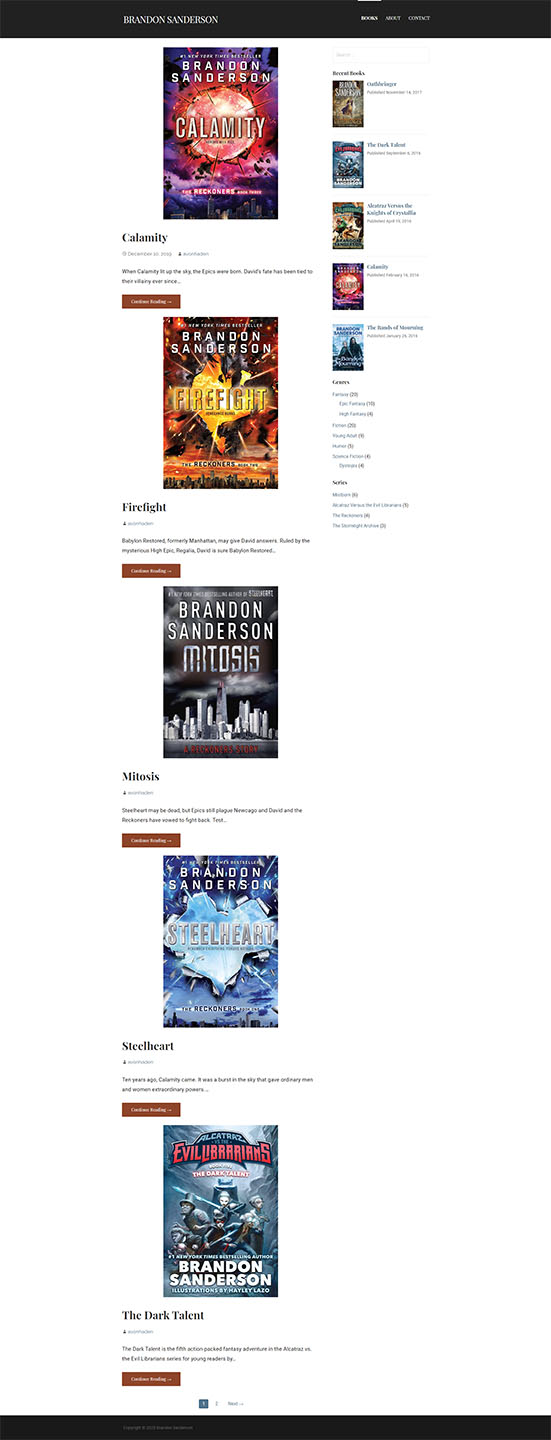 BRANDON SANDERSON
BOOKS ABOUT CONTACT
#1 NEW YORK TIMES BESTSELLER
BRANDON
SANDERSON
CALAMITY
THE RECKONERS BOOK THREE
Calamity
December 10, 2019 avonhaden
When Calamity lit up the sky, the Epics were born. David's fate has been tied to
their villainy ever since…
Continue Reading →
#1 NEW YORK TIMES BESTSELLER
BRANDON
SANDERSON
FIREFIGHT
THE RECKONERS BOOK TWO
Firefight
avonhaden
Babylon Restored, formerly Manhattan, may give David answers. Ruled by the
mysterious High Epic, Regalia, David is sure Babylon Restored…
Continue Reading →
#1 NEW YORK TIMES BESTSELLING AUTHOR OF STEELHEART
BRANDON
SANDERSON
MITOSIS
A RECKONERS STORY
Mitosis
avonhaden
Steelheart may be dead, but Epics still plague Newcago and David and the
Reckoners have vowed to fight back. Test…
Continue Reading →
#1 NEW YORK TIMES BESTSELLER
BRANDON
SANDERSON
STEELHEART
THE RECKONERS BOOK ONE
Steelheart
avonhaden
Ten years ago, Calamity came. It was a burst in the sky that gave ordinary men
and women extraordinary powers.…
Continue Reading →
ALCATRAZ
VS. THE
EVIL LIBRARIANS
BOOK FIVE
THE DARK TALENT
#1 NEW YORK TIMES BESTSELLING AUTHOR
BRANDON
SANDERSON
ILLUSTRATIONS BY HAYLEY LAZO
The Dark Talent
avonhaden
The Dark Talent is the fifth action-packed fantasy adventure in the Alcatraz vs.
the Evil Librarians series for young readers by…
Continue Reading →
1 2 Next →
Search …
Recent Books
Oathbringer
Published November 14, 2017
The Dark Talent
Published September 6, 2016
Alcatraz Versus the
Knights of Crystallia
Published April 19, 2016
Calamity
Published February 16, 2016
The Bands of Mourning
Published January 26, 2016
Genres
Fantasy (20)
Epic Fantasy (10)
High Fantasy (4)
Fiction (20)
Young Adult (9)
Humor (5)
Science Fiction (4)
Dystopia (4)
Series
Mistborn (6)
Alcatraz Versus the Evil Librarians (5)
The Reckoners (4)
The Stormlight Archive (3)
Copyright © 2020 Brandon Sanderson